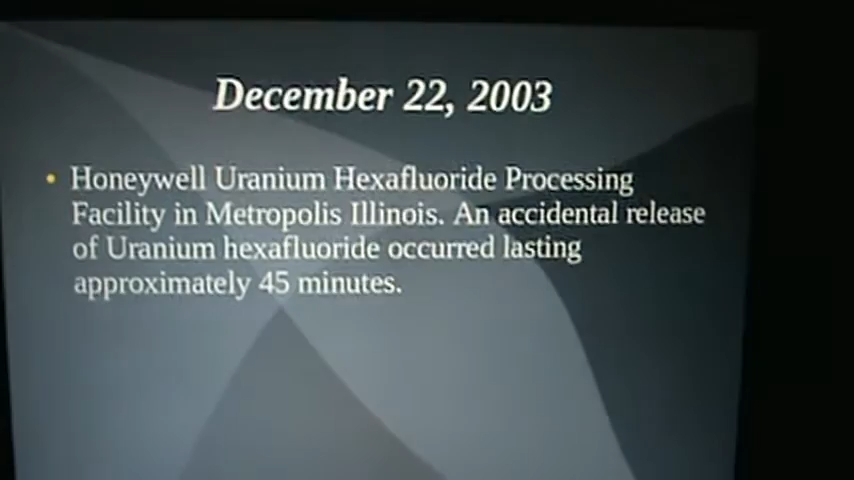 December 22, 2003
• Honeywell Uranium Hexafluoride Processing
Facility in Metropolis Illinois. An accidental release
of Uranium hexafluoride occurred lasting
approximately 45 minutes.